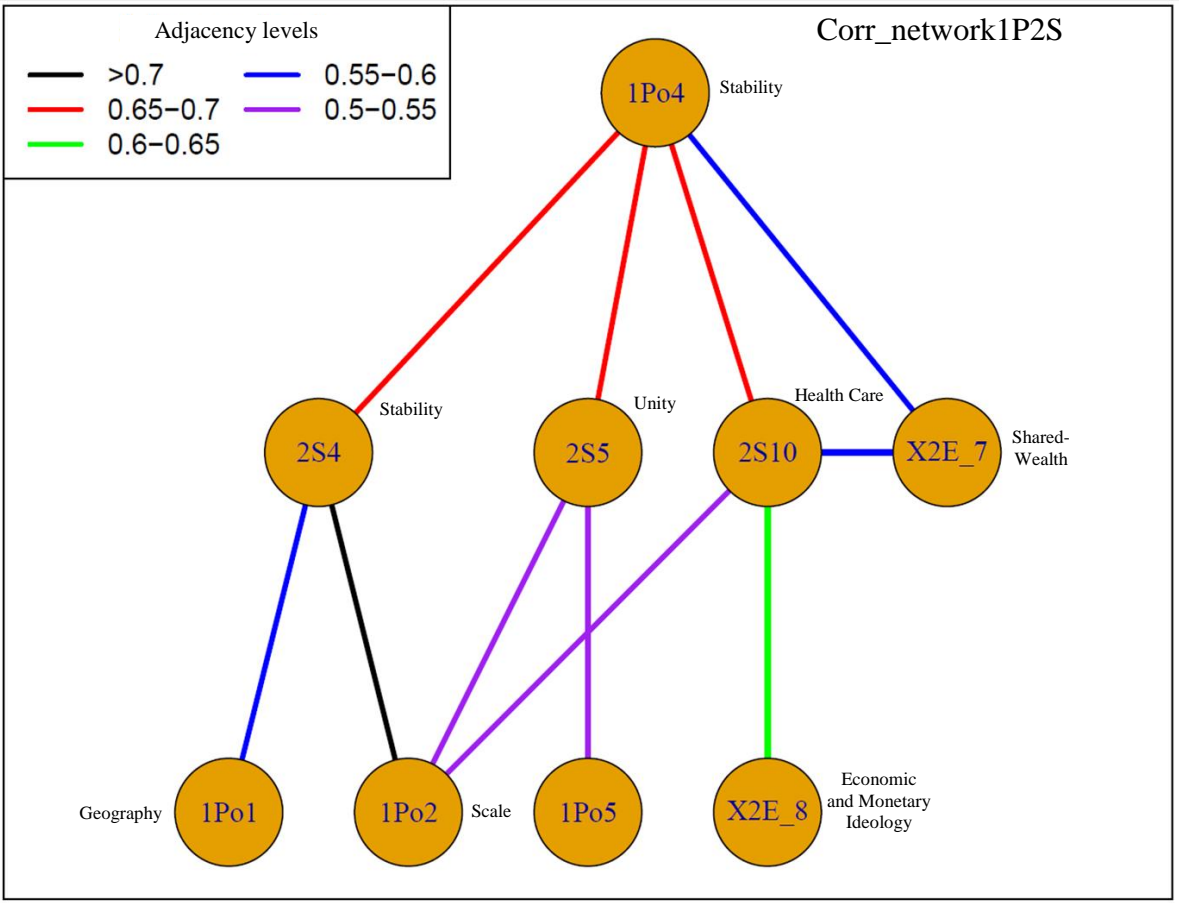 Adjacency levels
>0.7
0.55−0.6
0.65−0.7
0.5−0.55
0.6−0.65
Corr_network1P2S
1Po4
Stability
2S4
Stability
2S5
Unity
2S10
Health Care
X2E_7
Shared-
Wealth
Geography
1Po1
1Po2
Scale
1Po5
X2E_8
Economic
and Monetary
Ideology